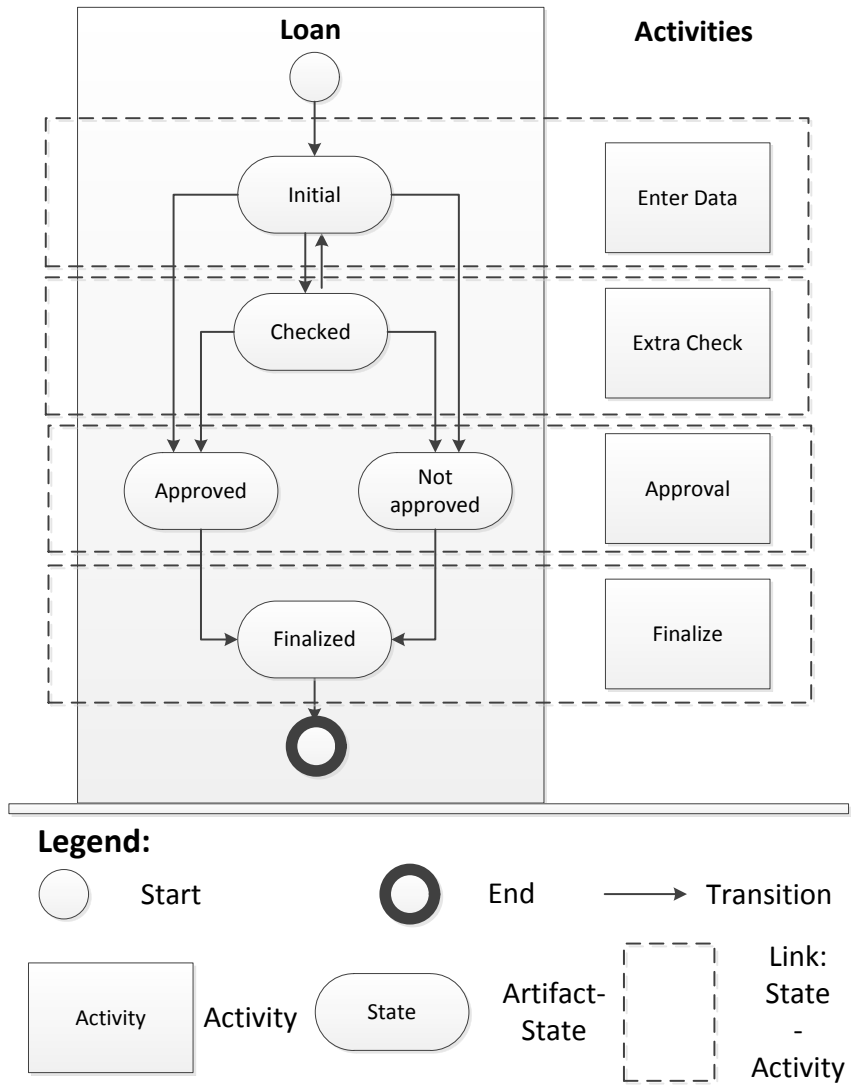 Loan
Activities
Initial
Enter Data
Checked
Extra Check
Approved
Not
approved
Approval
Finalized
Finalize
Legend:
Start
End
Transition
Activity
Activity
State
Artifact-
State
Link:
State
-
Activity